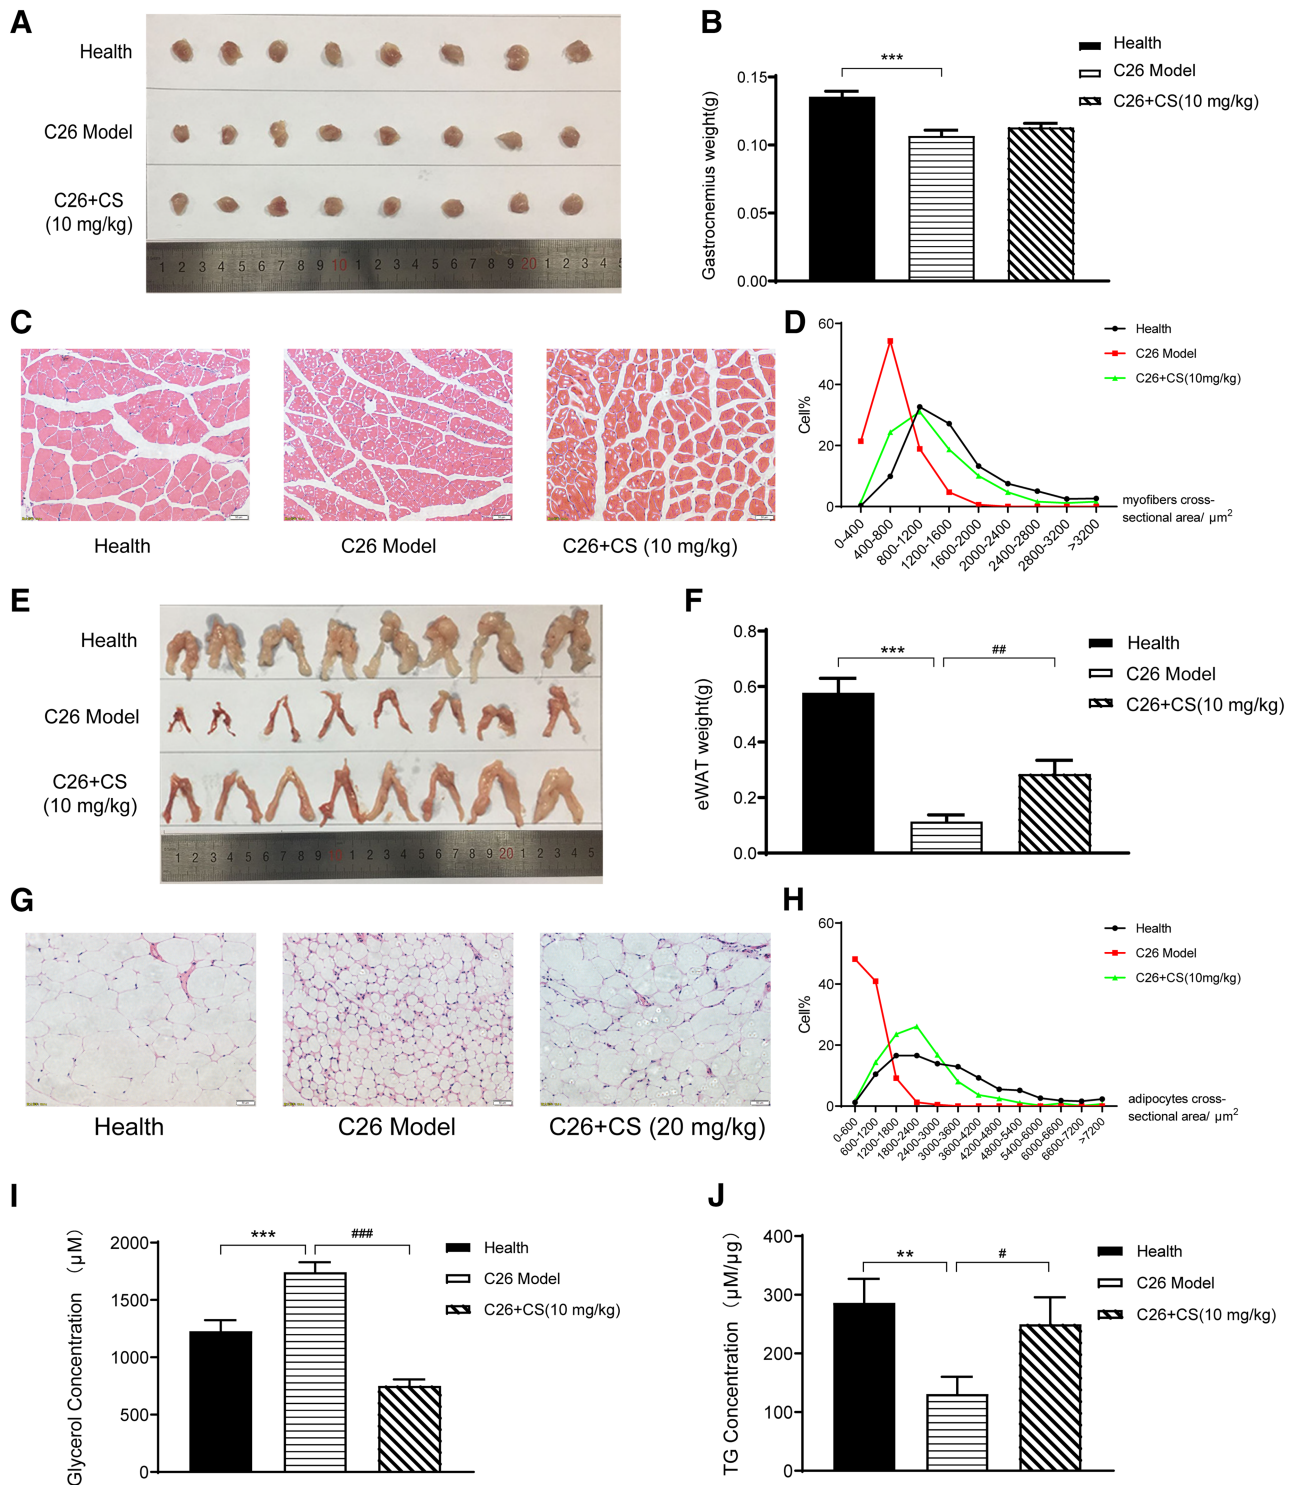 A
Health
C26 Model
C26+CS
(10 mg/kg)
1 2 3 4 5 6 7 8 9 10 1 2 3 4 5 6 7 8 9 20 1 2 3 4 5
B
Health
C26 Model
C26+CS(10 mg/kg)
***
Gastrocnemius weight(g)
0.15
0.10
0.05
0.00
C
Health
C26 Model
C26+CS (10 mg/kg)
D
Health
C26 Model
C26+CS(10mg/kg)
Cell%
60
40
20
0
0-400
400-800
800-1200
1200-1600
1600-2000
2000-2400
2400-2800
2800-3200
>3200
myofibers cross-
sectional area/ μm²
E
Health
C26 Model
C26+CS
(10 mg/kg)
1 2 3 4 5 6 7 8 9 10 1 2 3 4 5 6 7 8 9 20 1 2 3 4 5
F
Health
C26 Model
C26+CS(10 mg/kg)
*** ##
eWAT weight(g)
0.8
0.6
0.4
0.2
0.0
G
Health
C26 Model
C26+CS (20 mg/kg)
H
Health
C26 Model
C26+CS(10mg/kg)
Cell%
60
40
20
0
0-600
600-1200
1200-1800
1800-2400
2400-3000
3000-3600
3600-4200
4200-4800
4800-5400
5400-6000
6000-6600
6600-7200
>7200
adipocytes cross-
sectional area/ μm²
I
Health
C26 Model
C26+CS(10 mg/kg)
*** ###
Glycerol Concentration （μM）
2000
1500
1000
500
0
J
Health
C26 Model
C26+CS(10 mg/kg)
** #
TG Concentration （μM/μg）
400
300
200
100
0